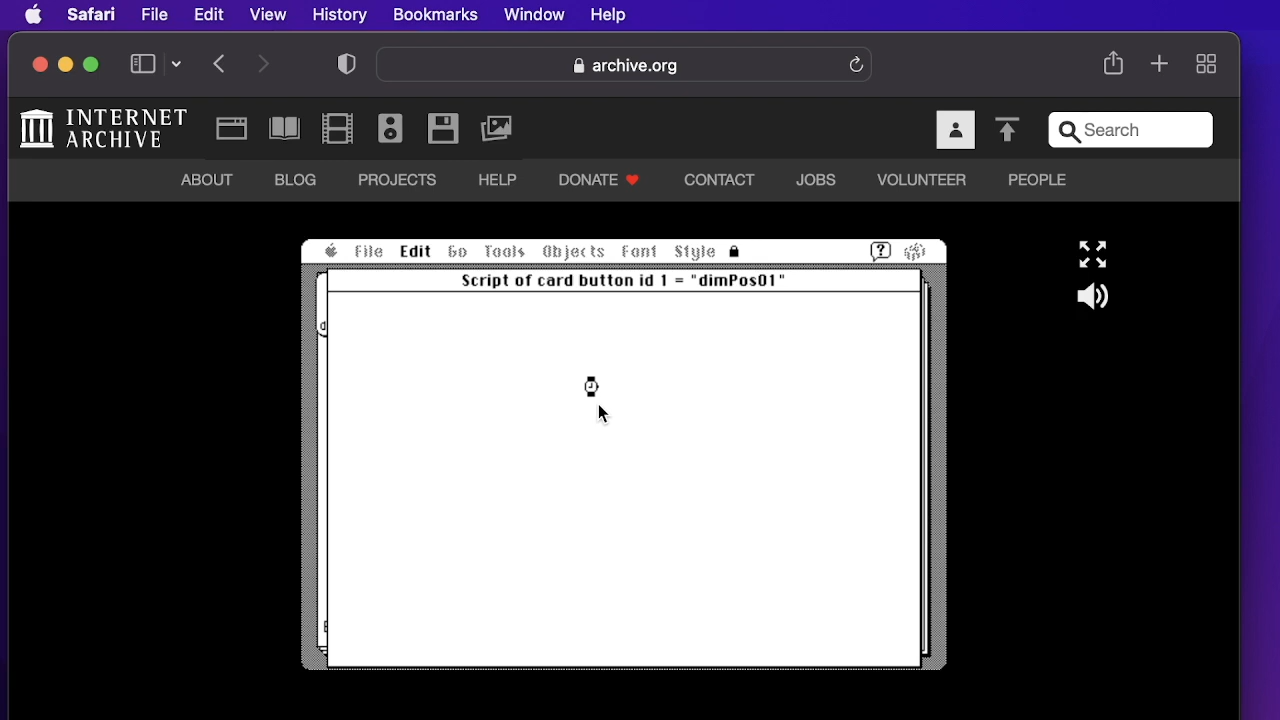 Safari File Edit View History Bookmarks Window Help
archive.org
INTERNET
ARCHIVE
Search
ABOUT BLOG PROJECTS HELP DONATE CONTACT JOBS VOLUNTEER PEOPLE
File Edit Go Tools Objects Font Style
Script of card button id 1 = "dimPos01"